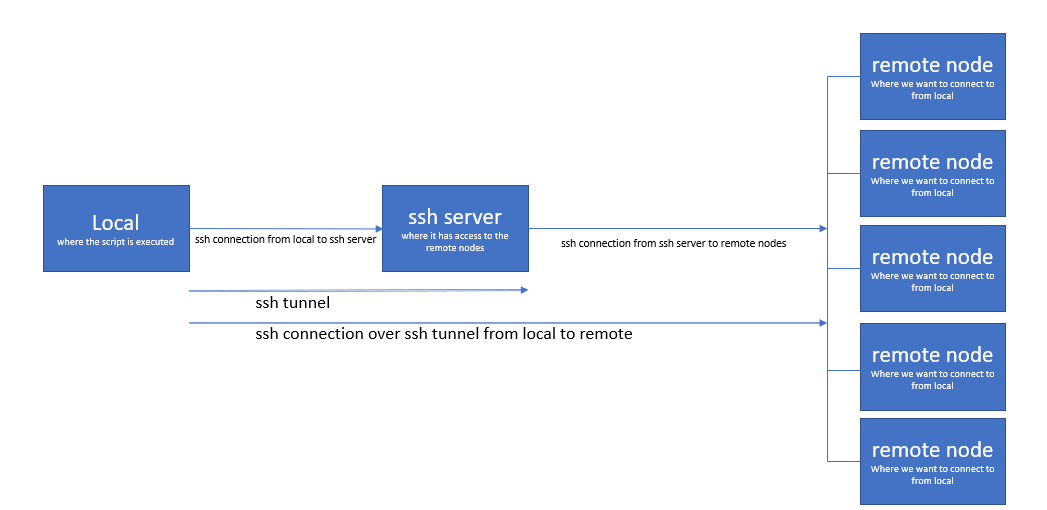 Local
where the script is executed
ssh connection from local to ssh server
ssh server
where it has access to the
remote nodes
ssh connection from ssh server to remote nodes
ssh tunnel
ssh connection over ssh tunnel from local to remote
remote node
Where we want to connect to
from local
remote node
Where we want to connect to
from local
remote node
Where we want to connect to
from local
remote node
Where we want to connect to
from local
remote node
Where we want to connect to
from local